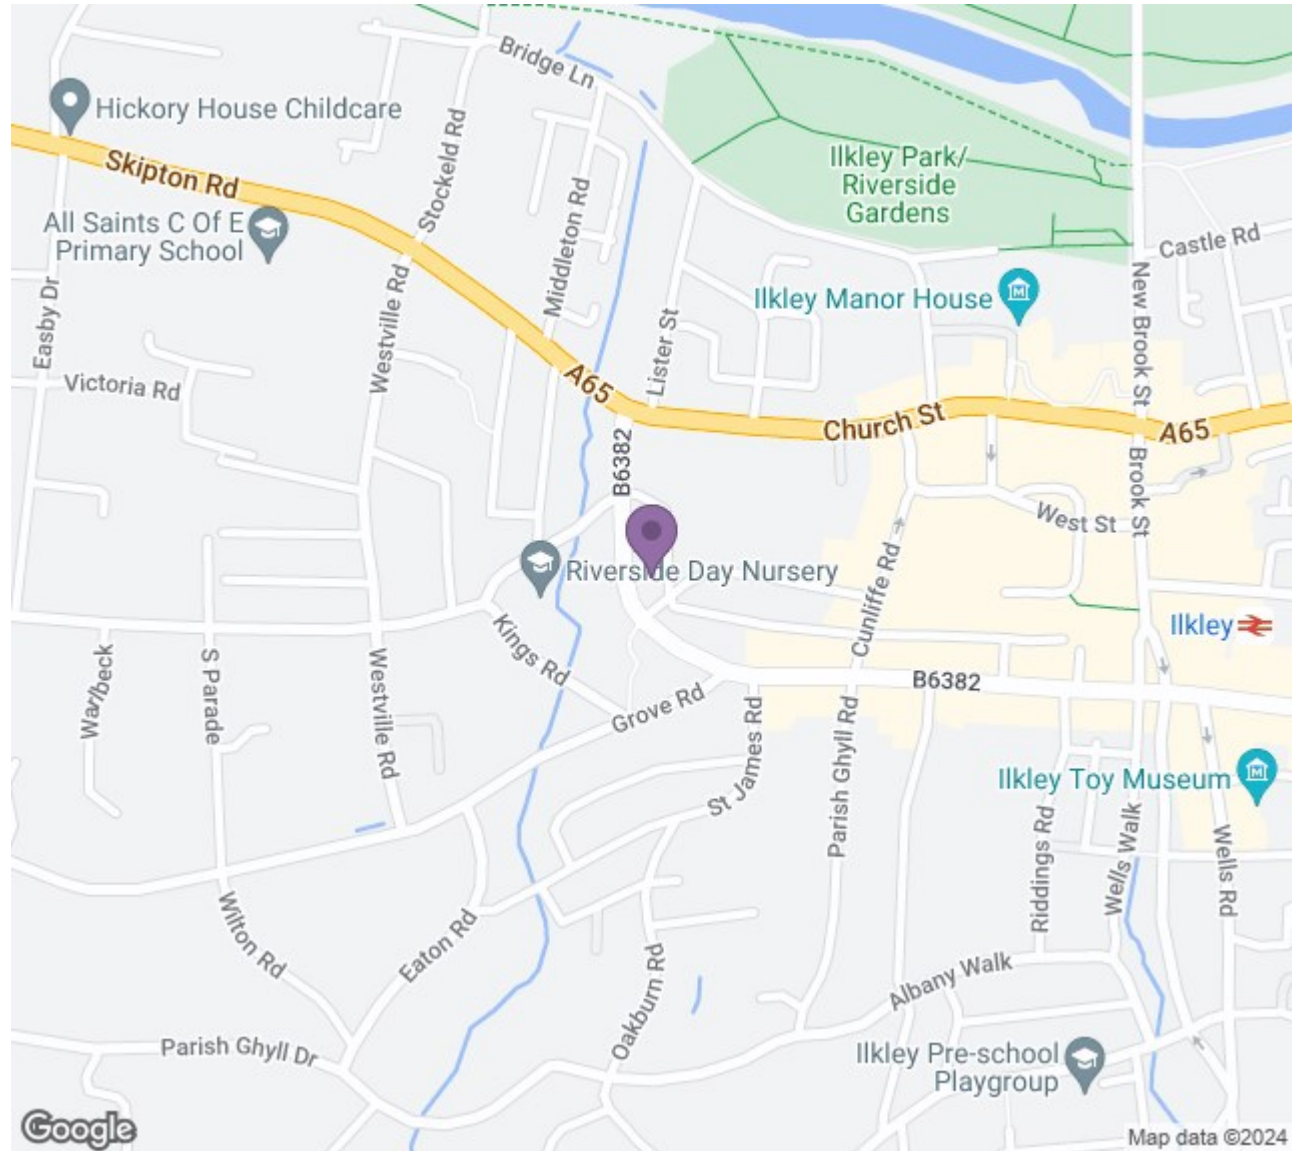 Bridge Ln
Hickory House Childcare
Skipton Rd
Stockeld Rd
Ilkley Park/
Riverside
Gardens
All Saints C Of E
Primary School
Middleton Rd
Castle Rd
New Brook St
Ilkley Manor House
Easby Dr
Westville Rd
Lister St
Victoria Rd
A65
Church St
A65
B6382
Brook St
West St
Riverside Day Nursery
Cunliffe Rd
Ilkley
Kings Rd
Warlbeck
S Parade
Westville Rd
Grove Rd
B6382
St James Rd
Parish Ghyll Rd
Ilkley Toy Museum
Riddings Rd
Wells Walk
Wells Rd
Wilton Rd
Eaton Rd
Oakburn Rd
Albany Walk
Parish Ghyll Dr
Ilkley Pre-school
Playgroup
Google
Map data ©2024